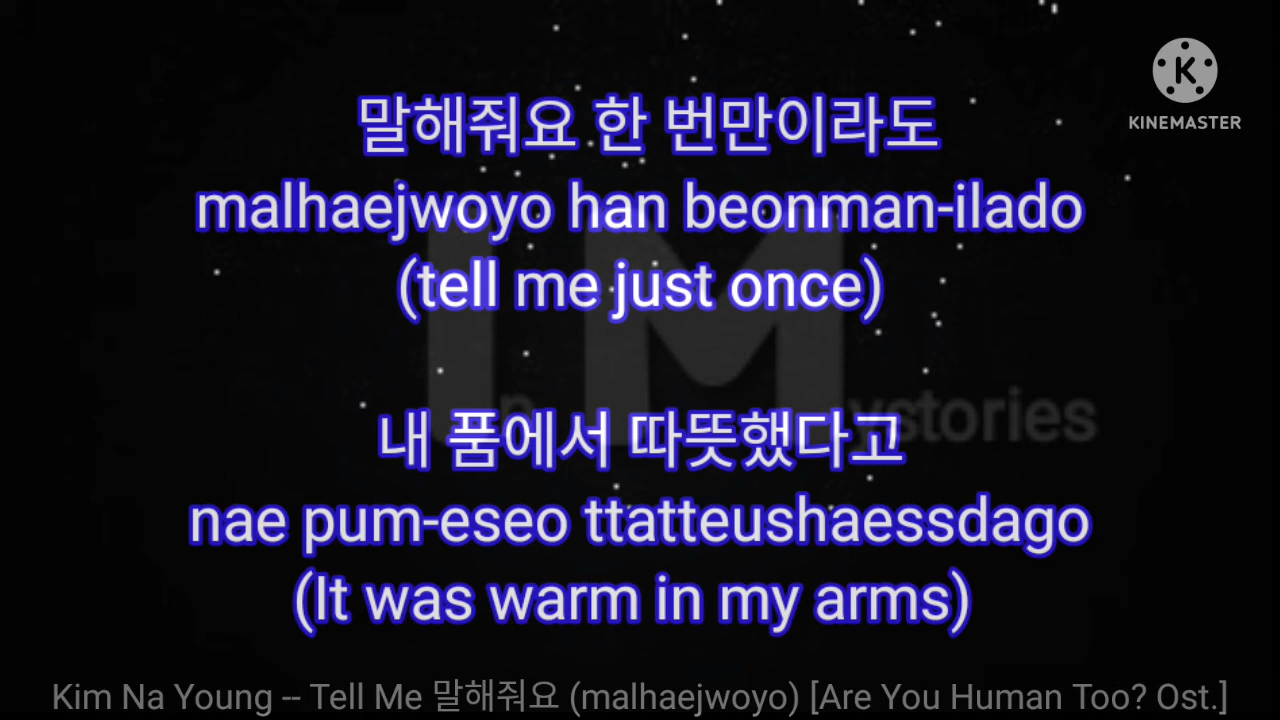 말해줘요 한 번만이라도
KINEMASTER
malhaejwoyo han beonman-ilado
(tell me just once)
In Mystories
내 품에서 따뜻했다고
nae pum-eseo ttatteushaessdago
(It was warm in my arms)
Kim Na Young -- Tell Me 말해줘요 (malhaejwoyo) [Are You Human Too? Ost.]